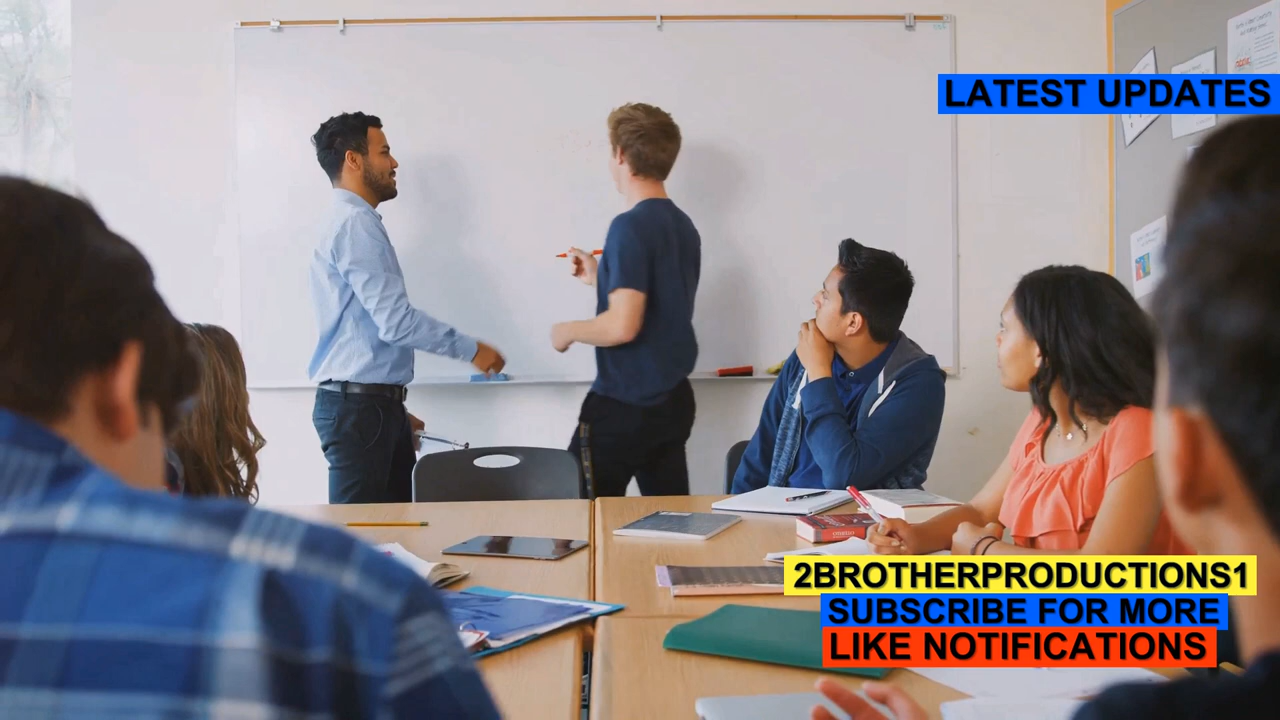 LATEST UPDATES
2BROTHERPRODUCTIONS1
SUBSCRIBE FOR MORE
LIKE NOTIFICATIONS